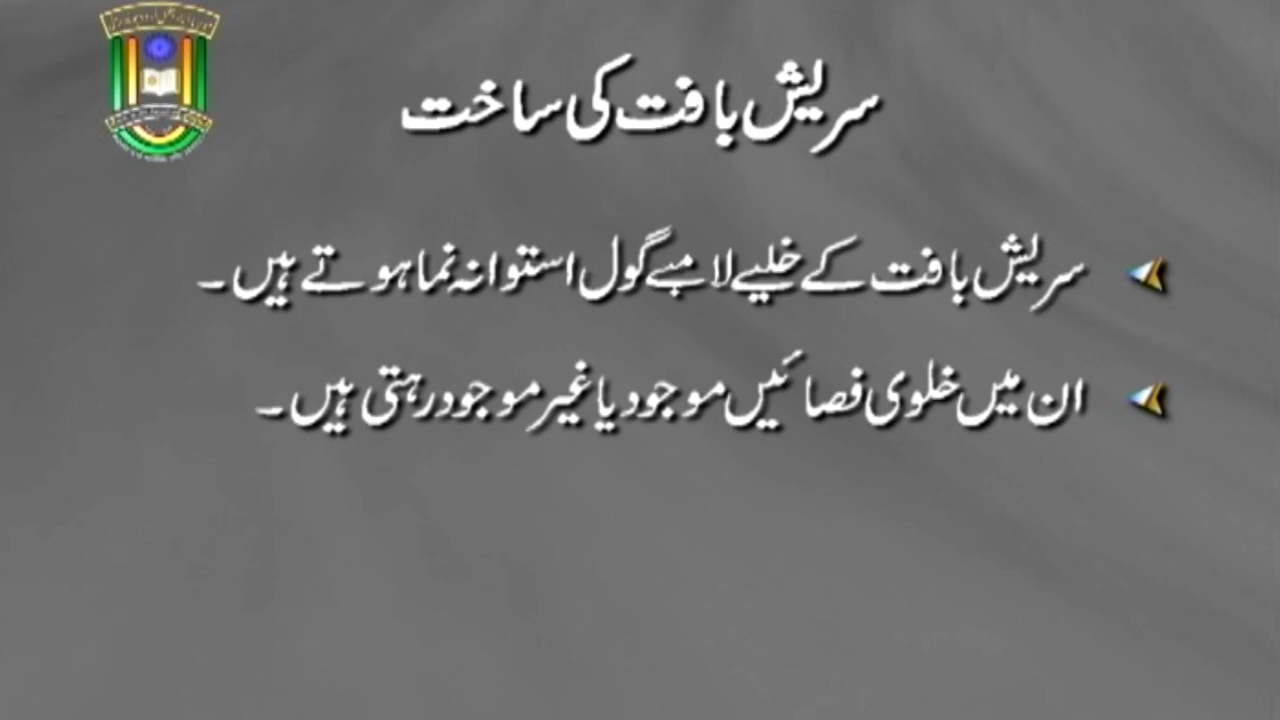 سریش بافت کی ساخت
سریش بافت کے خلیے لامبے گول استوانہ نما ہوتے ہیں۔
ان میں خلوی فصائیں موجود یا غیر موجود رہتی ہیں۔